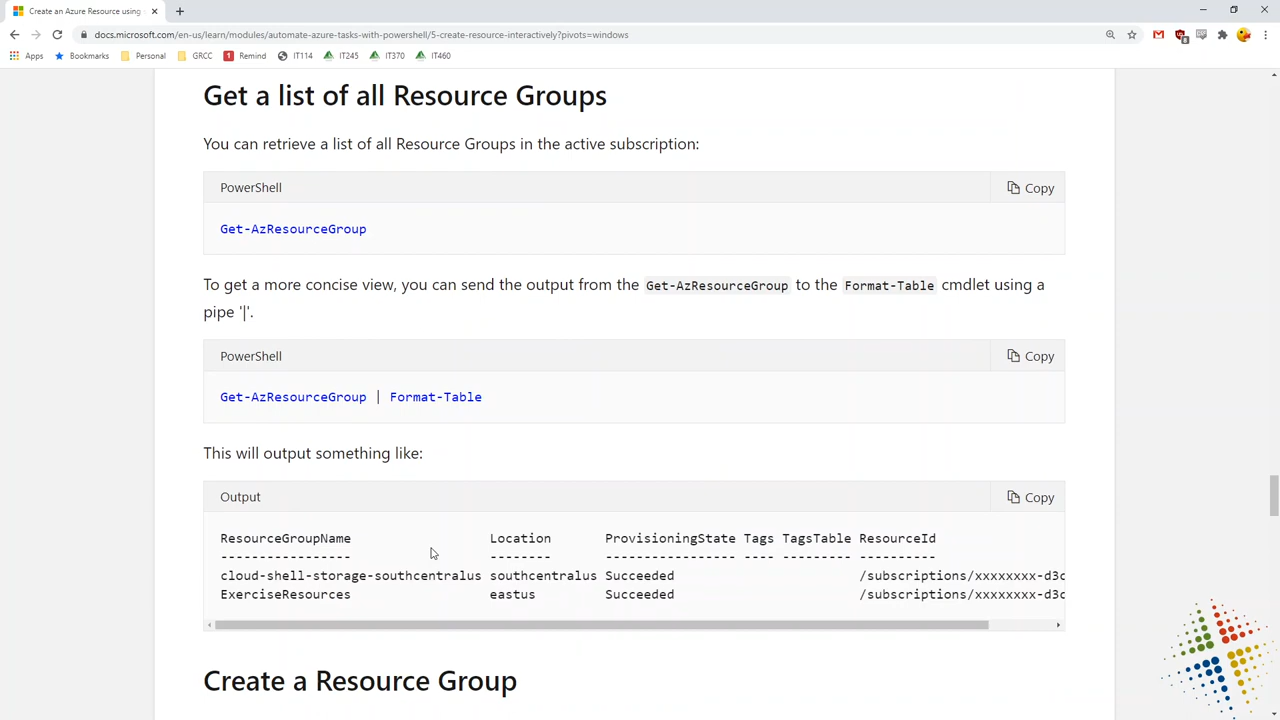 Create an Azure Resource using
docs.microsoft.com/en-us/learn/modules/automate-azure-tasks-with-powershell/5-create-resource-interactively?pivots=windows
Apps Bookmarks Personal GRCC 1 Remind IT114 IT245 IT370 IT460
Get a list of all Resource Groups
You can retrieve a list of all Resource Groups in the active subscription:
PowerShell Copy
Get-AzResourceGroup
To get a more concise view, you can send the output from the Get-AzResourceGroup to the Format-Table cmdlet using a
pipe '|'.
PowerShell Copy
Get-AzResourceGroup | Format-Table
This will output something like:
Output Copy
ResourceGroupName Location ProvisioningState Tags TagsTable ResourceId
----------------- -------- ----------------- ---- --------- ----------
cloud-shell-storage-southcentralus southcentralus Succeeded /subscriptions/xxxxxxxx-d3c
ExerciseResources eastus Succeeded /subscriptions/xxxxxxxx-d3c
Create a Resource Group